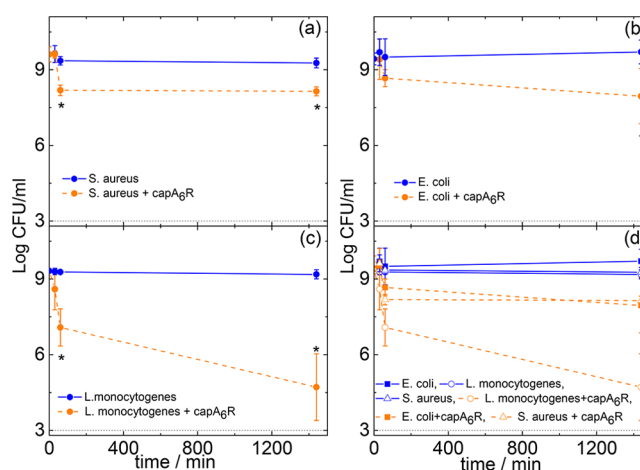 (a)
9
6
3
*
*
S. aureus
S. aureus + capA6R
(b)
9
6
3
E. coli
E. coli + capA6R
Log CFU/ml
Log CFU/ml
(c)
9
6
3
*
*
L.monocytogenes
L. monocytogenes + capA6R
0 400 800 1200
time / min
(d)
9
6
3
E. coli, L. monocytogenes,
S. aureus, L. monocytogenes+capA6R,
E. coli+capA6R, S. aureus + capA6R
0 400 800 1200
time / min